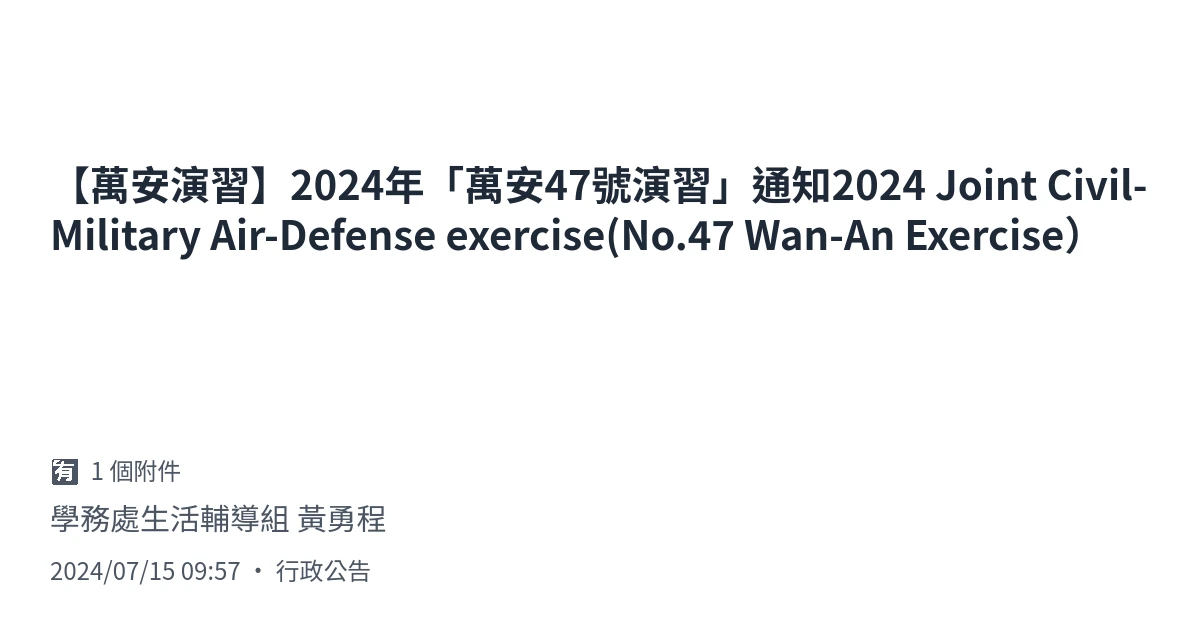 【萬安演習】2024年「萬安47號演習」通知2024 Joint Civil-
Military Air-Defense exercise(No.47 Wan-An Exercise）
有 1 個附件
學務處生活輔導組 黃勇程
2024/07/15 09:57 • 行政公告